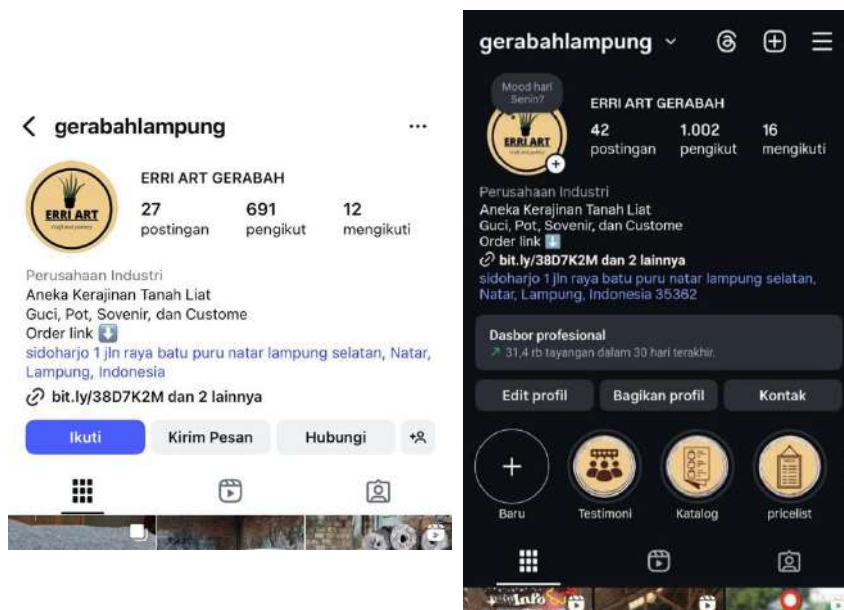 gerabahlampung
ERRI ART
ERRI ART GERABAH
27 691 12
postingan pengikut mengikuti
Perusahaan Industri
Aneka Kerajinan Tanah Liat
Guci, Pot, Sovenir, dan Custome
Order link ⬇️
sidoharjo 1 jln raya batu puru natar lampung selatan, Natar,
Lampung, Indonesia
bit.ly/38D7K2M dan 2 lainnya
Ikuti Kirim Pesan Hubungi
gerabahlampung
Mood hari
Senin?
ERRI ART
ERRI ART GERABAH
42 1.002 16
postingan pengikut mengikuti
Perusahaan Industri
Aneka Kerajinan Tanah Liat
Guci, Pot, Sovenir, dan Custome
Order link ⬇️
bit.ly/38D7K2M dan 2 lainnya
sidoharjo 1 jln raya batu puru natar lampung selatan,
Natar, Lampung, Indonesia 35362
Dasbor profesional
31,4 rb tayangan dalam 30 hari terakhir.
Edit profil Bagikan profil Kontak
Baru Testimoni Katalog pricelist
Info